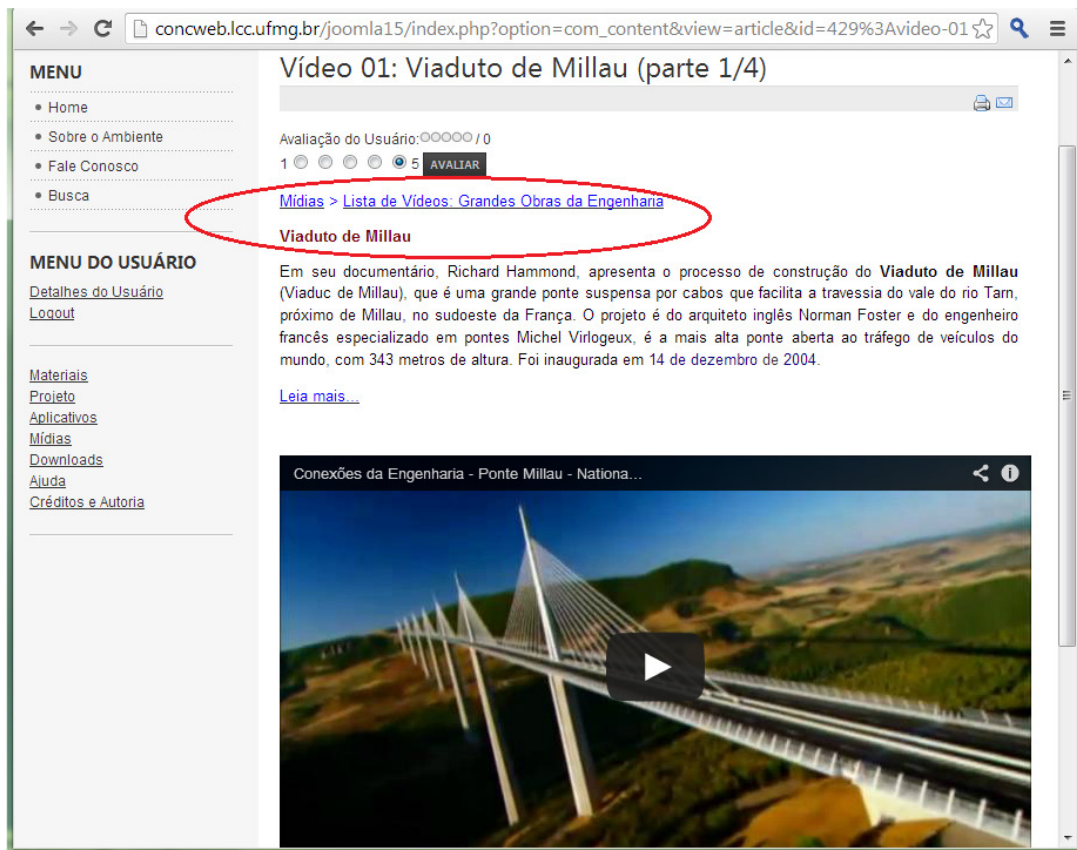 concweb.lcc.ufmg.br/joomla15/index.php?option=com_content&view=article&id=429%3Avideo-01
MENU
Home
Sobre o Ambiente
Fale Conosco
Busca
MENU DO USUÁRIO
Detalhes do Usuário
Logout
Materiais
Projeto
Aplicativos
Mídias
Downloads
Ajuda
Créditos e Autoria
Vídeo 01: Viaduto de Millau (parte 1/4)
Avaliação do Usuário: / 0
1 5 AVALIAR
Mídias > Lista de Vídeos: Grandes Obras da Engenharia
Viaduto de Millau
Em seu documentário, Richard Hammond, apresenta o processo de construção do Viaduto de Millau
(Viaduc de Millau), que é uma grande ponte suspensa por cabos que facilita a travessia do vale do rio Tarn,
próximo de Millau, no sudoeste da França. O projeto é do arquiteto inglês Norman Foster e do engenheiro
francês especializado em pontes Michel Virlogeux, é a mais alta ponte aberta ao tráfego de veículos do
mundo, com 343 metros de altura. Foi inaugurada em 14 de dezembro de 2004.
Leia mais...
Conexões da Engenharia - Ponte Millau - Nationa...